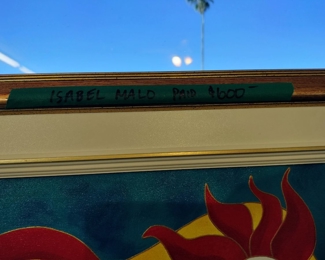 ISABEL MALO PAID $600-